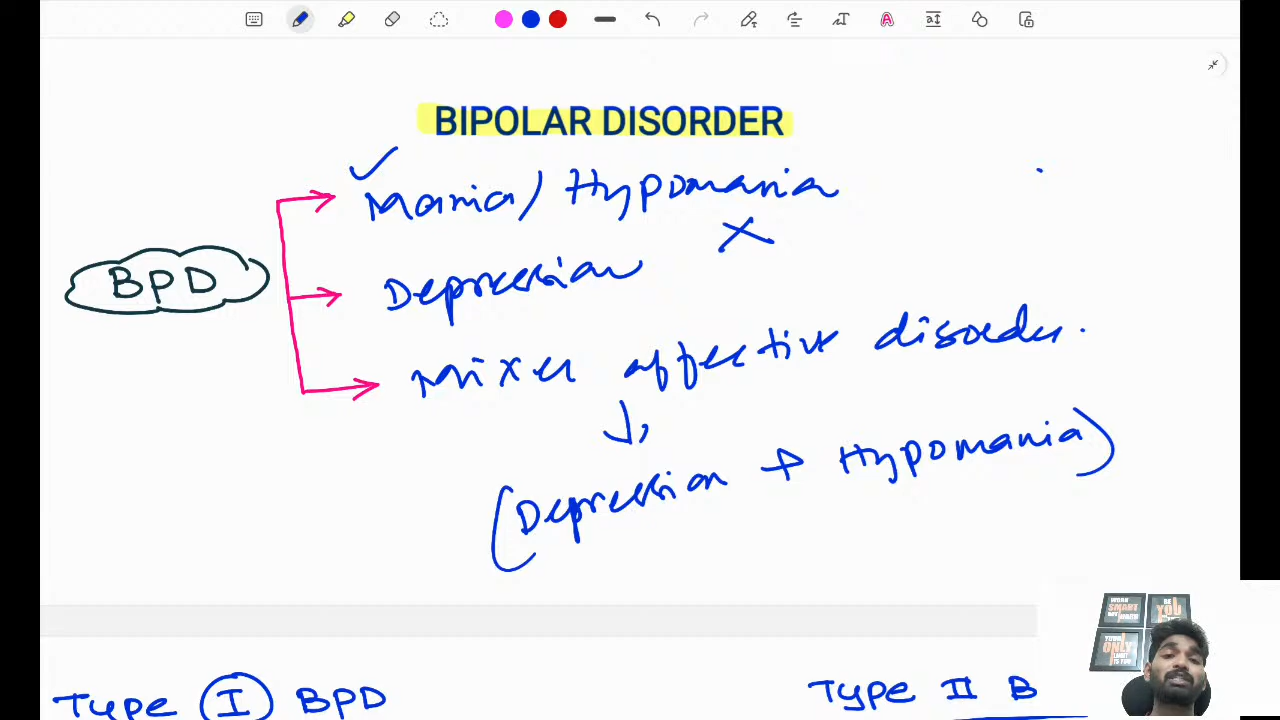 BIPOLAR DISORDER
Mania/ Hypomania
BPD
Depression
Mixed affective disorder.
(Depression + Hypomania)
Type I BPD
Type II B